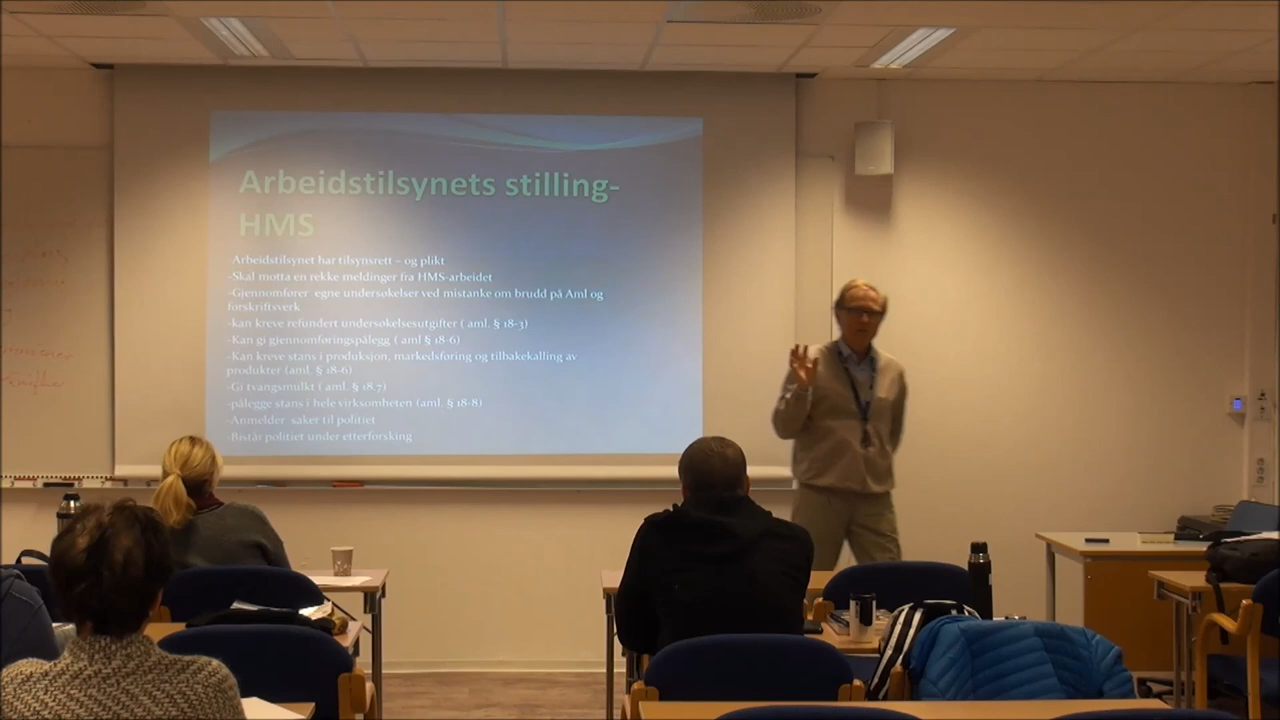 Arbeidstilsynets stilling-
HMS
-Arbeidstilsynet har tilsynsrett – og plikt
-Skal motta en rekke meldinger fra HMS-arbeidet
-Gjennomfører egne undersøkelser ved mistanke om brudd på Aml og
forskriftsverk
-kan kreve refundert undersøkelsesutgifter ( aml. § 18-3)
-Kan gi gjennomføringspålegg ( aml § 18-6)
-Kan kreve stans i produksjon, markedsføring og tilbakekalling av
produkter (aml. § 18-6)
-Gi tvangsmulkt ( aml. § 18.7)
-pålegge stans i hele virksomheten (aml. § 18-8)
-Anmelder saker til politiet
-Bistår politiet under etterforsking